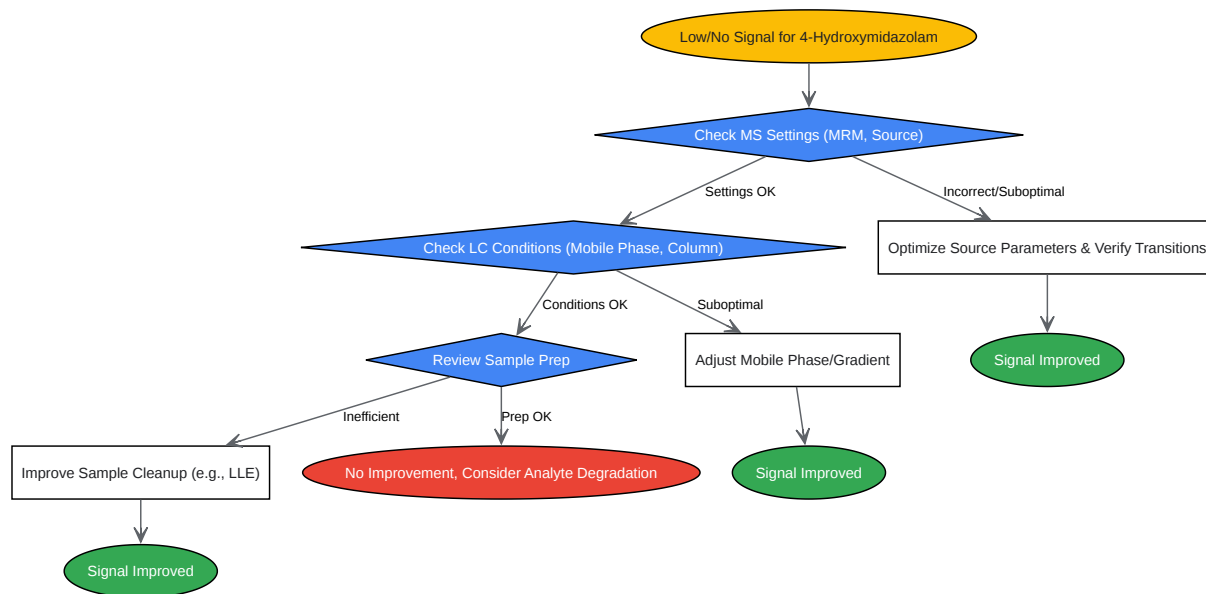 Low/No Signal for 4-Hydroxymidazolam
Check MS Settings (MRM, Source)
Settings OK
Incorrect/Suboptimal
Check LC Conditions (Mobile Phase, Column)
Optimize Source Parameters & Verify Transitions
Conditions OK
Suboptimal
Review Sample Prep
Adjust Mobile Phase/Gradient
Signal Improved
Inefficient
Prep OK
Improve Sample Cleanup (e.g., LLE)
No Improvement, Consider Analyte Degradation
Signal Improved
Signal Improved